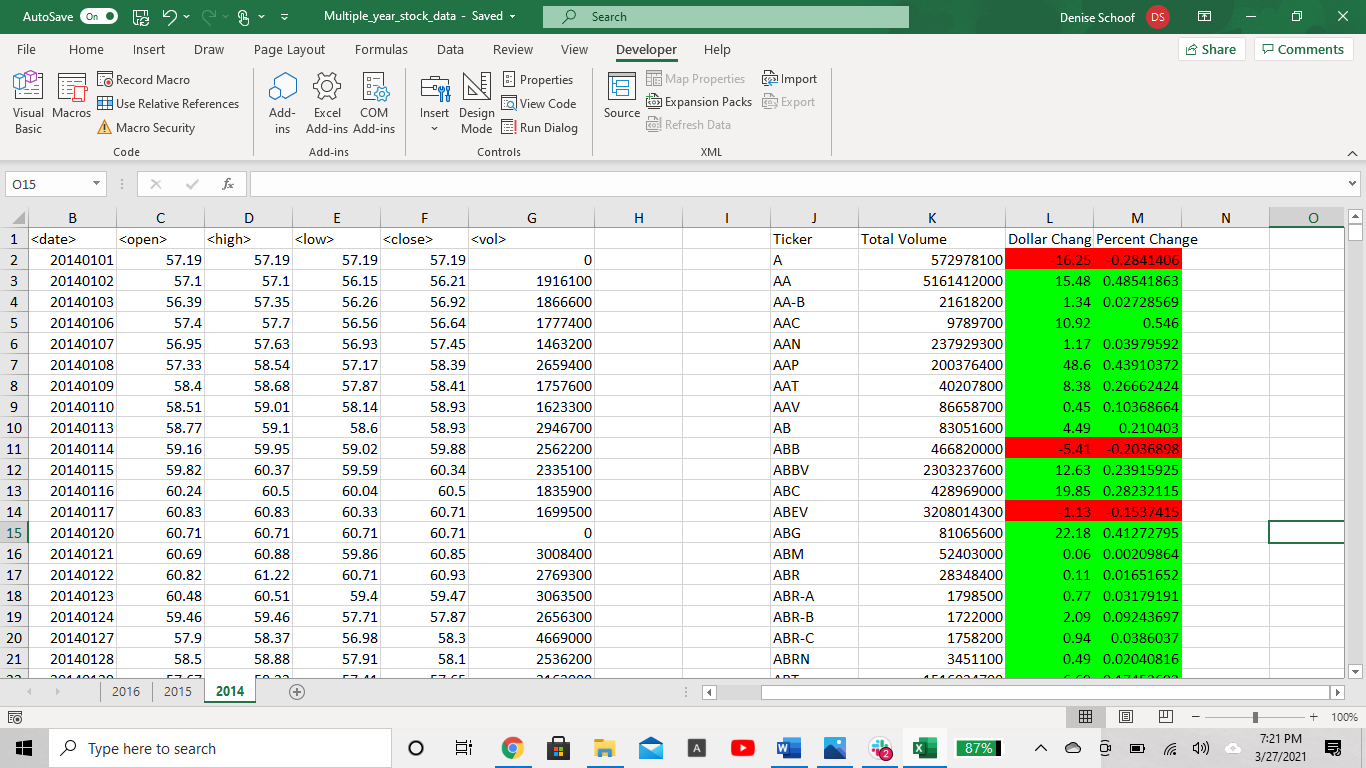 AutoSave On Multiple_year_stock_data - Saved Search Denise Schoof DS
File Home Insert Draw Page Layout Formulas Data Review View Developer Help Share Comments
Visual Basic
Macros
Record Macro
Use Relative References
Macro Security
Code
Add-ins
Excel Add-ins
COM Add-ins
Add-ins
Insert
Design Mode
Properties
View Code
Run Dialog
Controls
Source
Map Properties
Expansion Packs
Refresh Data
Import
Export
XML
O15 fx
B C D E F G H I J K L M N O
1 <date> <open> <high> <low> <close> <vol> Ticker Total Volume Dollar Chang Percent Change
2 20140101 57.19 57.19 57.19 57.19 0 A 572978100 -16.25 -0.2841406
3 20140102 57.1 57.1 56.15 56.21 1916100 AA 5161412000 15.48 0.48541863
4 20140103 56.39 57.35 56.26 56.92 1866600 AA-B 21618200 1.34 0.02728569
5 20140106 57.4 57.7 56.56 56.64 1777400 AAC 9789700 10.92 0.546
6 20140107 56.95 57.63 56.93 57.45 1463200 AAN 237929300 1.17 0.03979592
7 20140108 57.33 58.54 57.17 58.39 2659400 AAP 200376400 48.6 0.43910372
8 20140109 58.4 58.68 57.87 58.41 1757600 AAT 40207800 8.38 0.26662424
9 20140110 58.51 59.01 58.14 58.93 1623300 AAV 86658700 0.45 0.10368664
10 20140113 58.77 59.1 58.6 58.93 2946700 AB 83051600 4.49 0.210403
11 20140114 59.16 59.95 59.02 59.88 2562200 ABB 466820000 -5.41 -0.2036898
12 20140115 59.82 60.37 59.59 60.34 2335100 ABBV 2303237600 12.63 0.23915925
13 20140116 60.24 60.5 60.04 60.5 1835900 ABC 428969000 19.85 0.28232115
14 20140117 60.83 60.83 60.33 60.71 1699500 ABEV 3208014300 -1.13 -0.1537415
15 20140120 60.71 60.71 60.71 60.71 0 ABG 81065600 22.18 0.41272795
16 20140121 60.69 60.88 59.86 60.85 3008400 ABM 52403000 0.06 0.00209864
17 20140122 60.82 61.22 60.71 60.93 2769300 ABR 28348400 0.11 0.01651652
18 20140123 60.48 60.51 59.4 59.47 3063500 ABR-A 1798500 0.77 0.03179191
19 20140124 59.46 59.46 57.71 57.87 2656300 ABR-B 1722000 2.09 0.09243697
20 20140127 57.9 58.37 56.98 58.3 4669000 ABR-C 1758200 0.94 0.0386037
21 20140128 58.5 58.88 57.91 58.1 2536200 ABRN 3451100 0.49 0.02040816
2016 2015 2014
100%
Type here to search A 2 87% 7:21 PM
3/27/2021